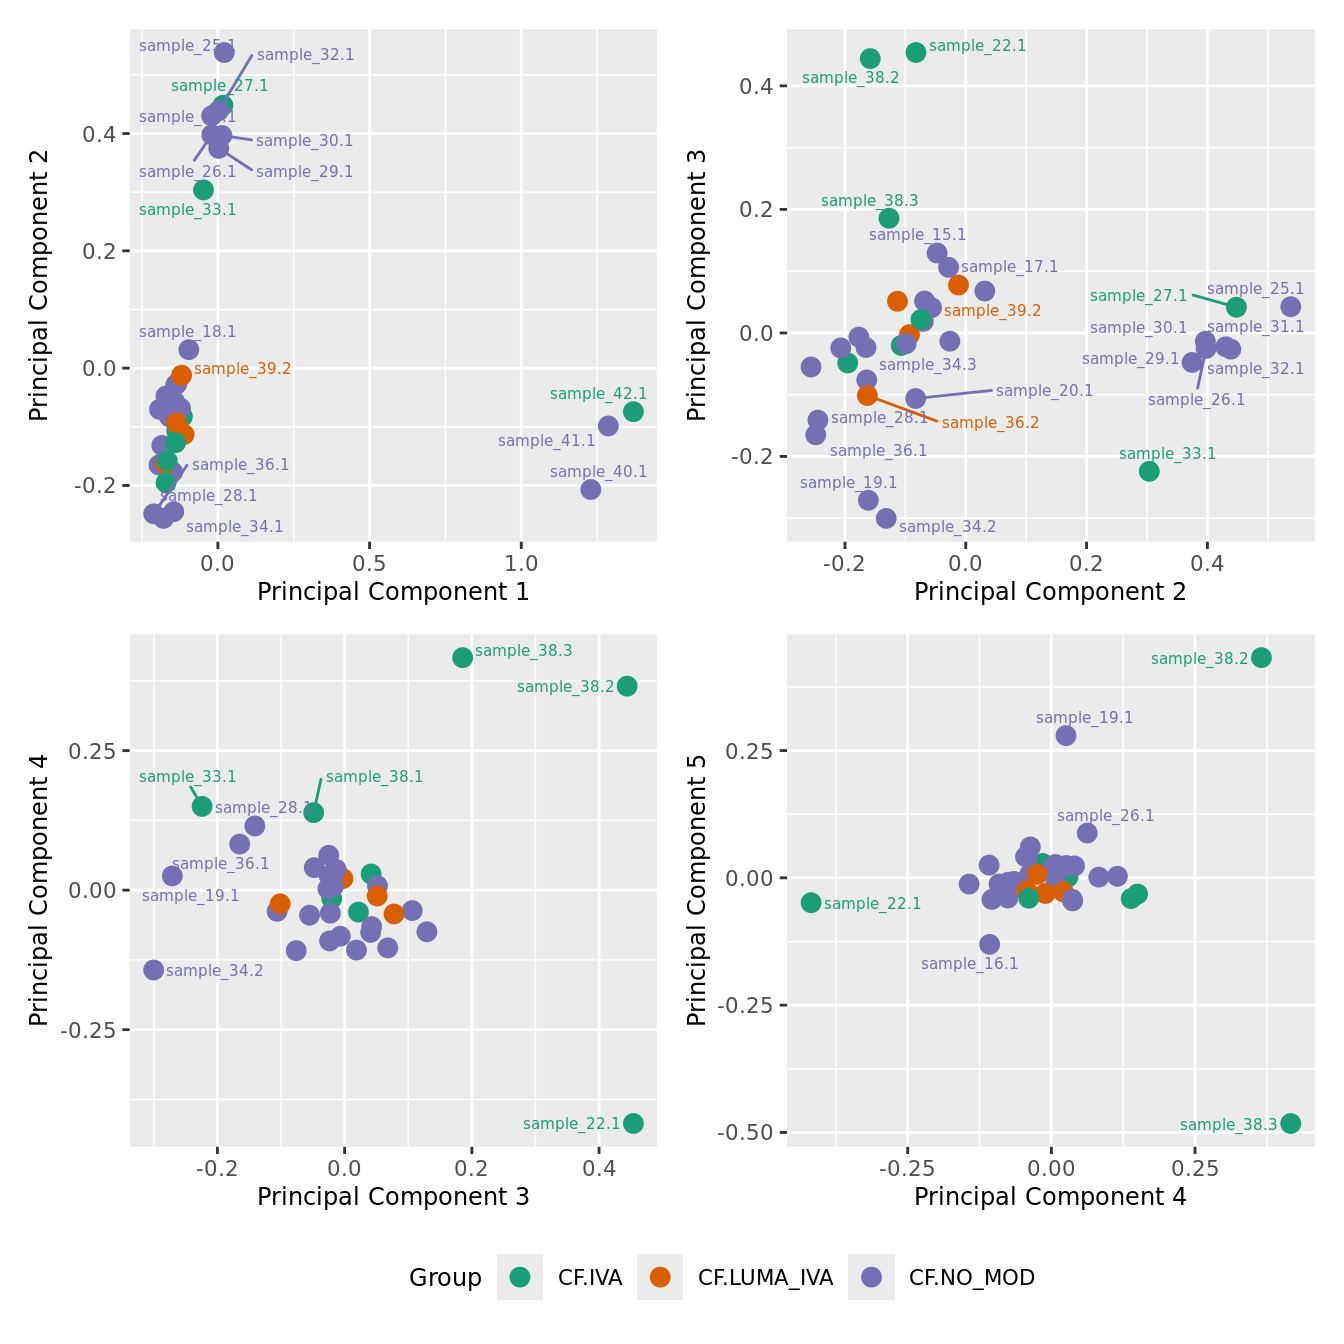 sample_25.1
sample_32.1
sample_27.1
sample_30.1
sample_26.1
sample_29.1
sample_33.1
sample_18.1
sample_39.2
sample_42.1
sample_41.1
sample_36.1
sample_40.1
sample_28.1
sample_34.1
0.4
0.2
0.0
-0.2
0.0 0.5 1.0
Principal Component 1
Principal Component 2
sample_22.1
sample_38.2
sample_38.3
sample_15.1
sample_17.1
sample_25.1
sample_27.1
sample_39.2
sample_30.1 sample_31.1
sample_34.3
sample_29.1
sample_32.1
sample_20.1
sample_26.1
sample_28.1
sample_36.2
sample_36.1
sample_33.1
sample_19.1
sample_34.2
0.4
0.2
0.0
-0.2
-0.2 0.0 0.2 0.4
Principal Component 2
Principal Component 3
sample_38.3
sample_38.2
sample_33.1
sample_38.1
sample_28.1
sample_36.1
sample_19.1
sample_34.2
sample_22.1
0.25
0.00
-0.25
-0.2 0.0 0.2 0.4
Principal Component 3
Principal Component 4
sample_38.2
sample_19.1
sample_26.1
sample_22.1
sample_16.1
sample_38.3
0.25
0.00
-0.25
-0.50
-0.25 0.00 0.25
Principal Component 4
Principal Component 5
Group CF.IVA CF.LUMA_IVA CF.NO_MOD